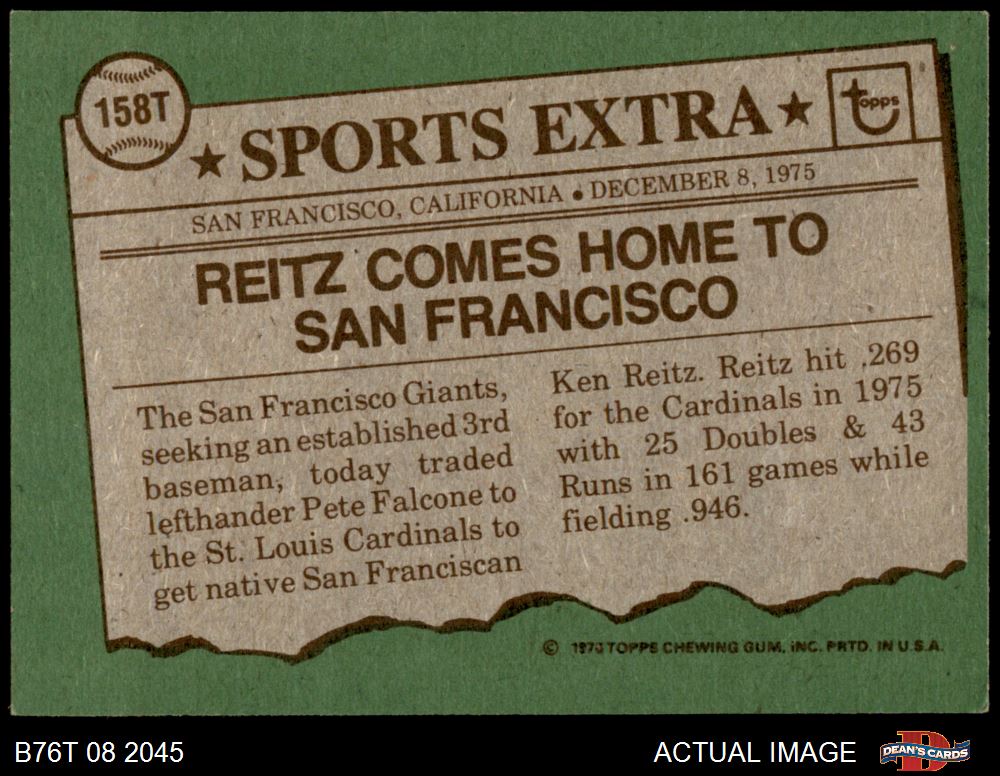 158T
★ SPORTS EXTRA ★
Topps
SAN FRANCISCO, CALIFORNIA • DECEMBER 8, 1975
REITZ COMES HOME TO
SAN FRANCISCO
The San Francisco Giants,
seeking an established 3rd
baseman, today traded
lefthander Pete Falcone to
the St. Louis Cardinals to
get native San Franciscan
Ken Reitz. Reitz hit .269
for the Cardinals in 1975
with 25 Doubles & 43
Runs in 161 games while
fielding .946.
© 1976 TOPPS CHEWING GUM, INC. PRTD. IN U.S.A.
B76T 08 2045
ACTUAL IMAGE
D
DEAN'S CARDS